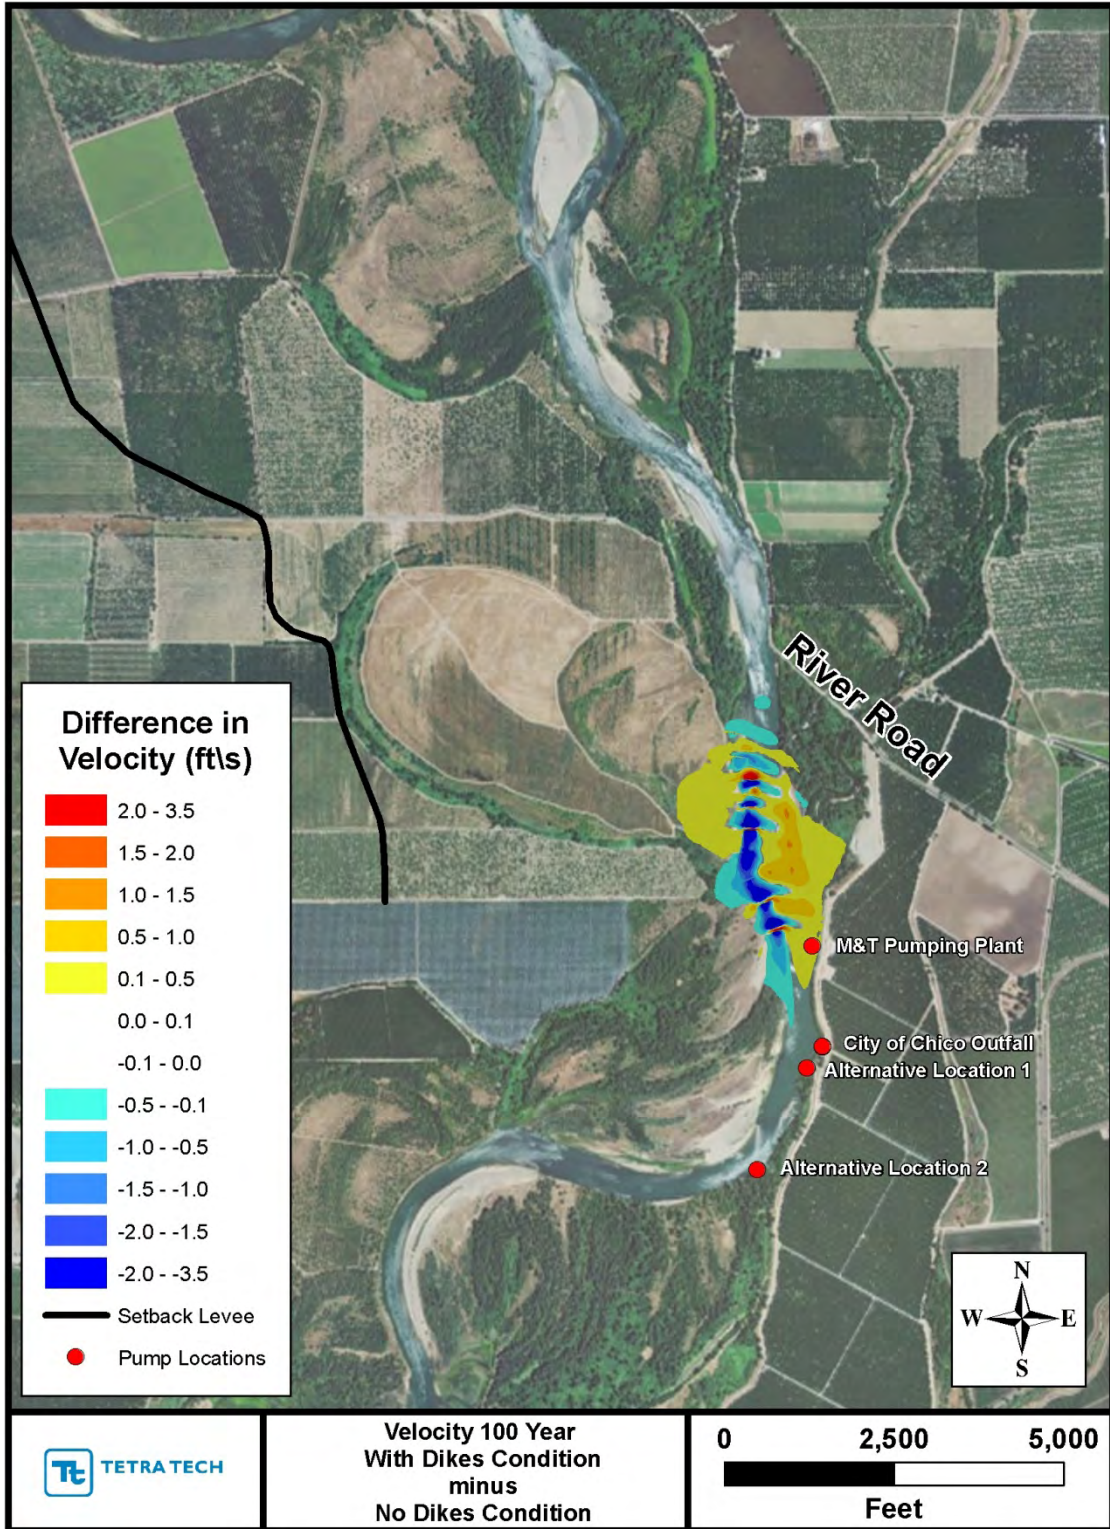 River Road
Difference in
Velocity (ft\s)
2.0 - 3.5
1.5 - 2.0
1.0 - 1.5
0.5 - 1.0
0.1 - 0.5
0.0 - 0.1
-0.1 - 0.0
-0.5 - -0.1
-1.0 - -0.5
-1.5 - -1.0
-2.0 - -1.5
-2.0 - -3.5
Setback Levee
Pump Locations
M&T Pumping Plant
City of Chico Outfall
Alternative Location 1
Alternative Location 2
N
W E
S
Tt TETRA TECH
Velocity 100 Year
With Dikes Condition
minus
No Dikes Condition
0 2,500 5,000
Feet